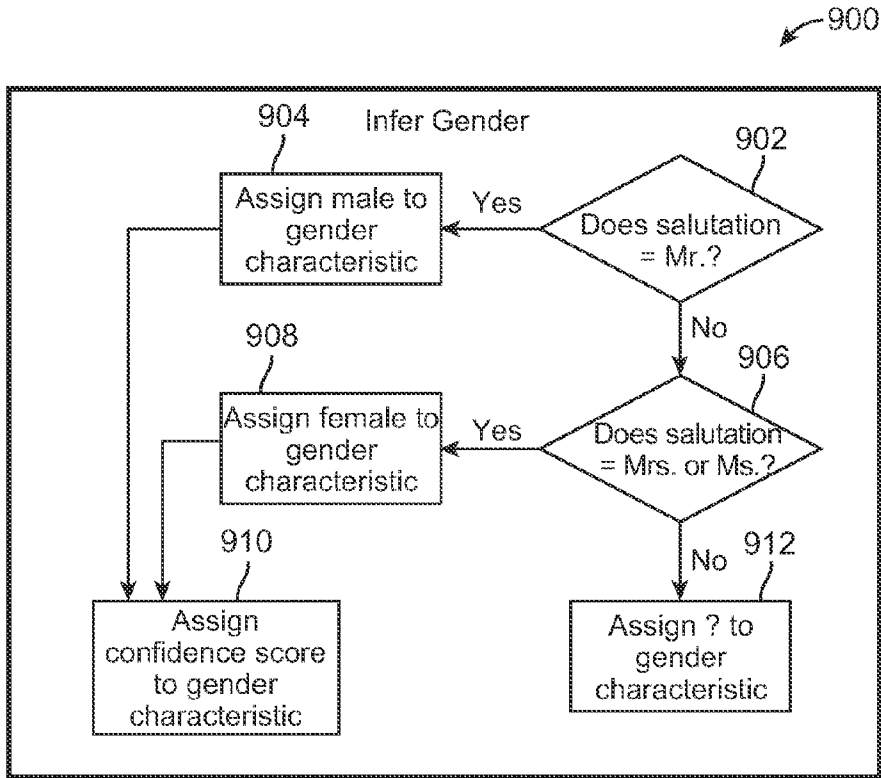 900
Infer Gender
904
902
Assign male to
gender
characteristic
Yes
Does salutation
= Mr.?
No
908
906
Assign female to
gender
characteristic
Yes
Does salutation
= Mrs. or Ms.?
No
910
912
Assign
confidence score
to gender
characteristic
Assign ? to
gender
characteristic